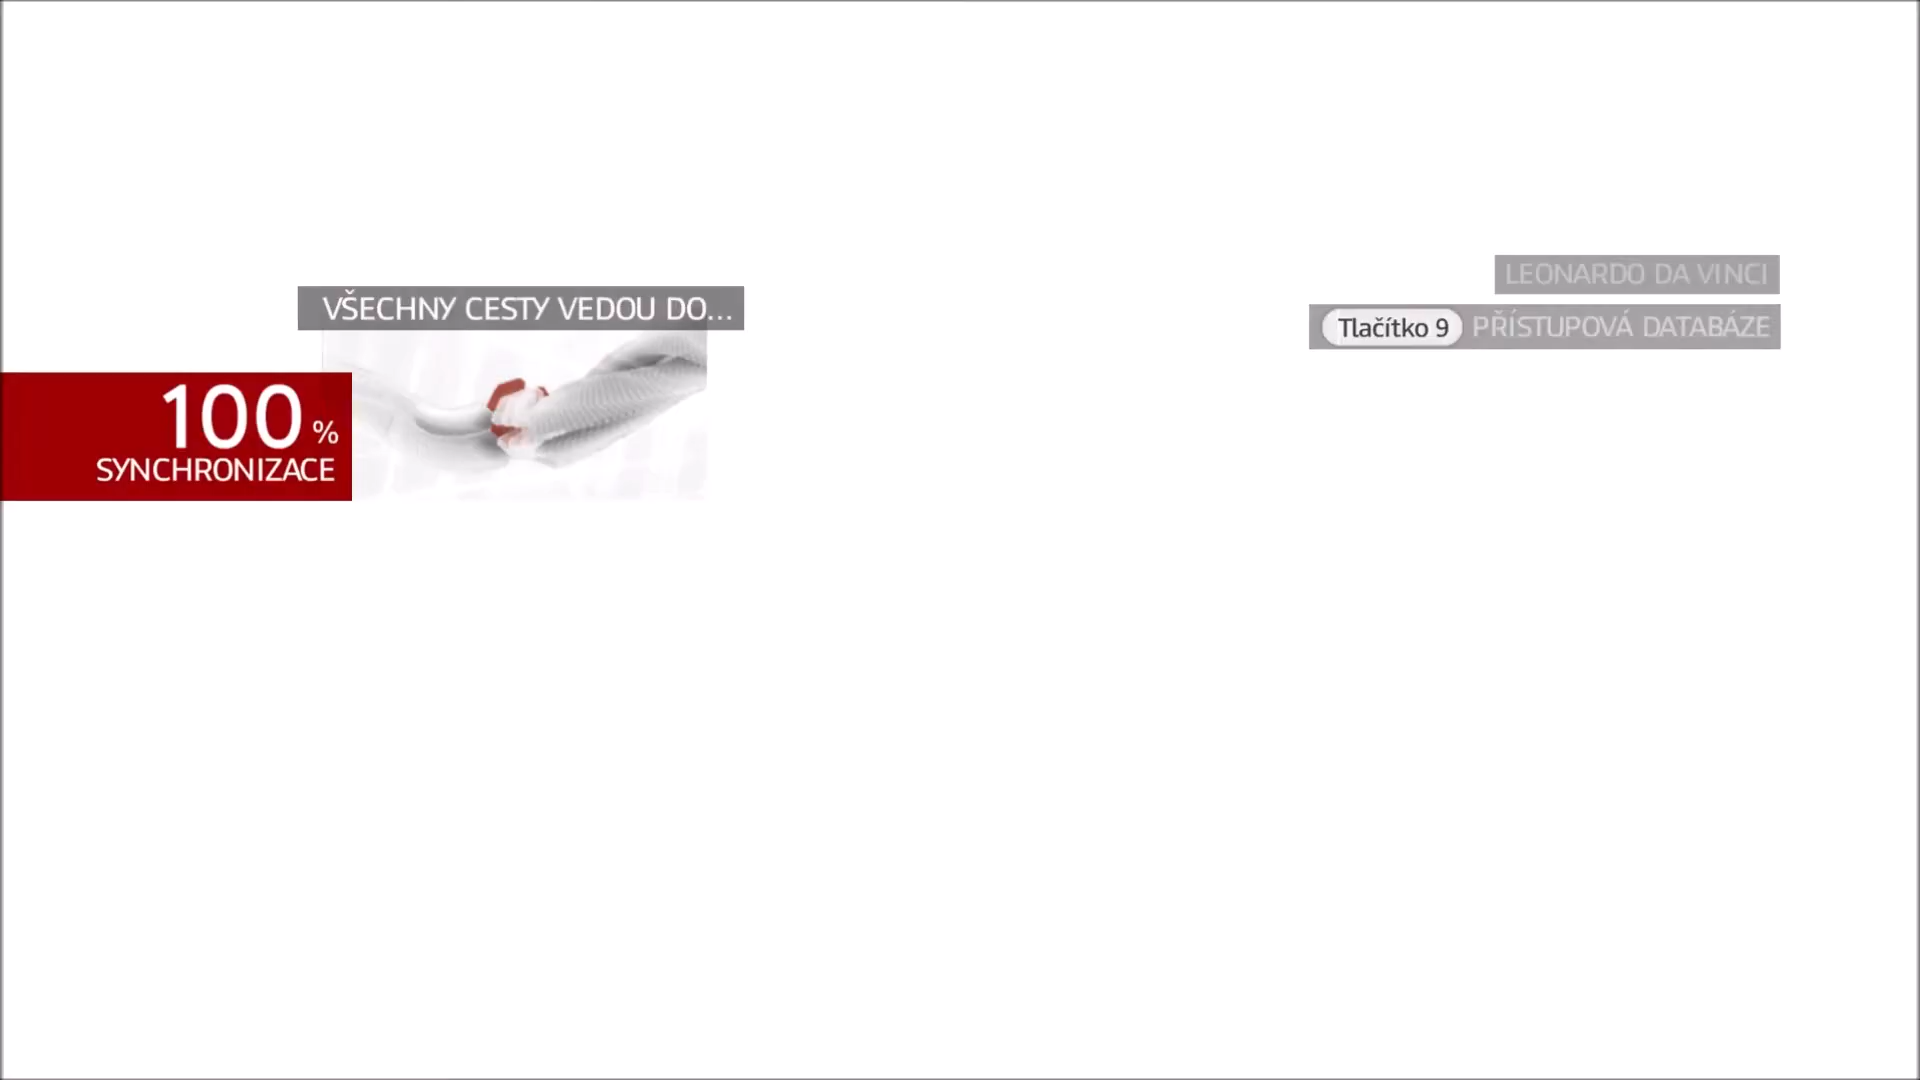 VŠECHNY CESTY VEDOU DO...
100 %
SYNCHRONIZACE
LEONARDO DA VINCI
Tlačítko 9 PŘÍSTUPOVÁ DATABÁZE